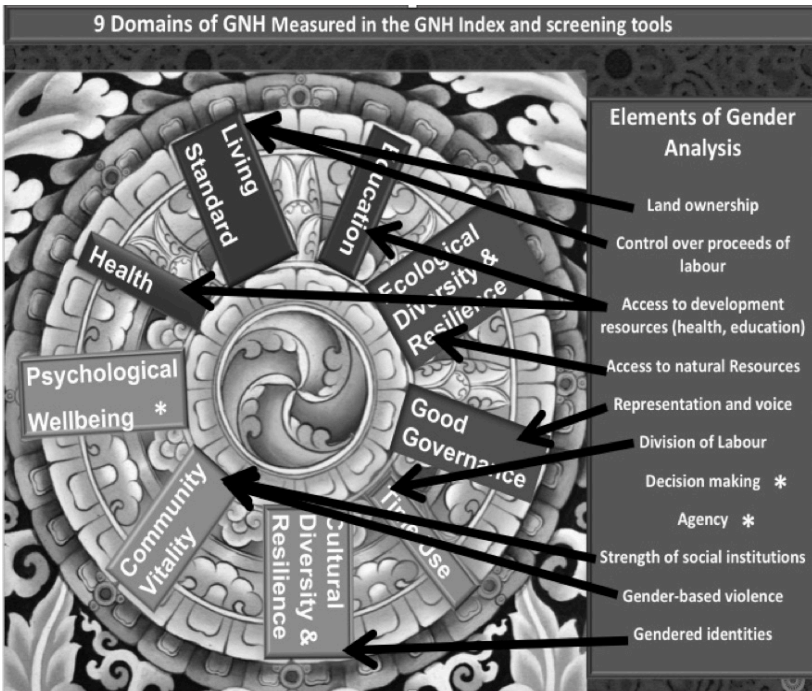 9 Domains of GNH Measured in the GNH Index and screening tools
Living
Standard
Education
Health
Ecological
Diversity &
Resilience
Psychological
Wellbeing *
Good
Governance
Community
Vitality
Cultural
Diversity &
Resilience
Time Use
Elements of Gender
Analysis
Land ownership
Control over proceeds of
labour
Access to development
resources (health, education)
Access to natural Resources
Representation and voice
Division of Labour
Decision making *
Agency *
Strength of social institutions
Gender-based violence
Gendered identities